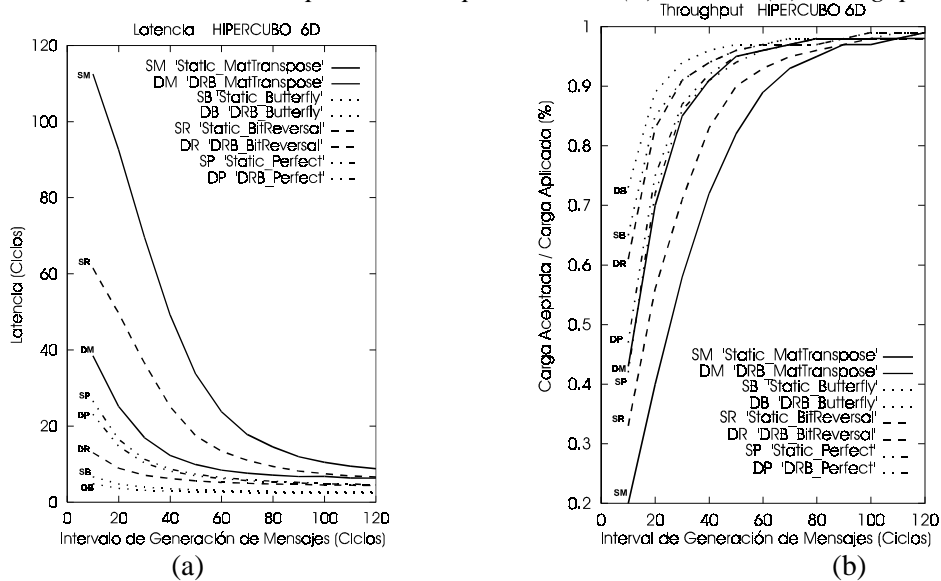 Latencia HIPERCUBO 6D
120
100
80
60
40
20
0
Latencia (Ciclos)
SM 'Static_MatTranspose'
DM 'DRB_MatTranspose'
SB 'Static_Butterfly'
DB 'DRB_Butterfly'
SR 'Static_BitReversal'
DR 'DRB_BitReversal'
SP 'Static_Perfect'
DP 'DRB_Perfect'
SM
SR
DM
SP
DP
DR
SB
DB
0 20 40 60 80 100 120
Intervalo de Generación de Mensajes (Ciclos)
(a)
Throughput HIPERCUBO 6D
1
0.9
0.8
0.7
0.6
0.5
0.4
0.3
0.2
Carga Aceptada / Carga Aplicada (%)
DB
SB
DR
DP
DM
SP
SR
SM
SM 'Static_MatTranspose'
DM 'DRB_MatTranspose'
SB 'Static_Butterfly'
DB 'DRB_Butterfly'
SR 'Static_BitReversal'
DR 'DRB_BitReversal'
SP 'Static_Perfect'
DP 'DRB_Perfect'
0 20 40 60 80 100 120
Interval de Generación de Mensajes (Ciclos)
(b)